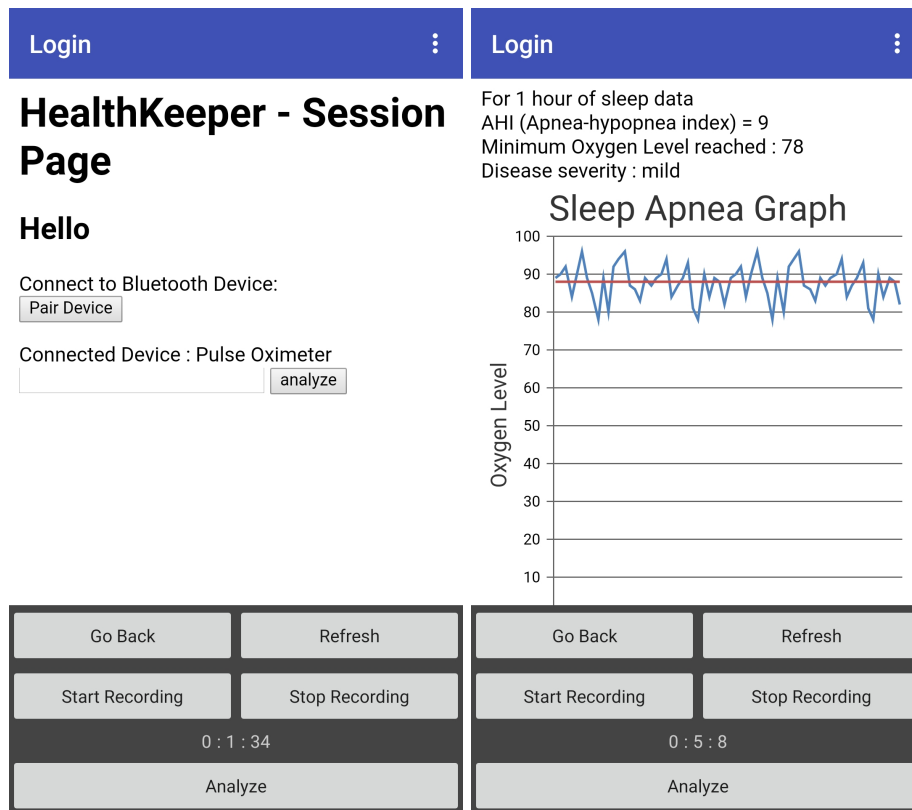 Login
HealthKeeper - Session
Page
Hello
Connect to Bluetooth Device:
Pair Device
Connected Device : Pulse Oximeter
analyze
Go Back
Refresh
Start Recording
Stop Recording
0 : 1 : 34
Analyze
Login
For 1 hour of sleep data
AHI (Apnea-hypopnea index) = 9
Minimum Oxygen Level reached : 78
Disease severity : mild
Sleep Apnea Graph
Oxygen Level
100
90
80
70
60
50
40
30
20
10
Go Back
Refresh
Start Recording
Stop Recording
0 : 5 : 8
Analyze